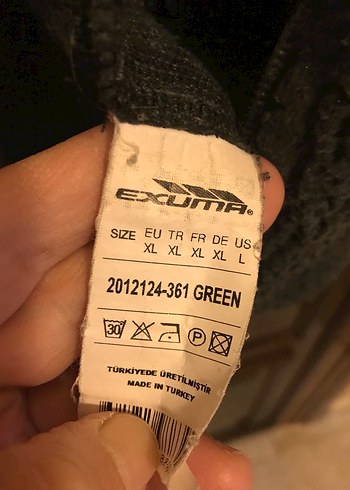 EXUMA®
SIZE EU TR FR DE US
XL XL XL XL L
2012124-361 GREEN
30 P
TÜRKİYEDE ÜRETİLMİŞTİR
MADE IN TURKEY